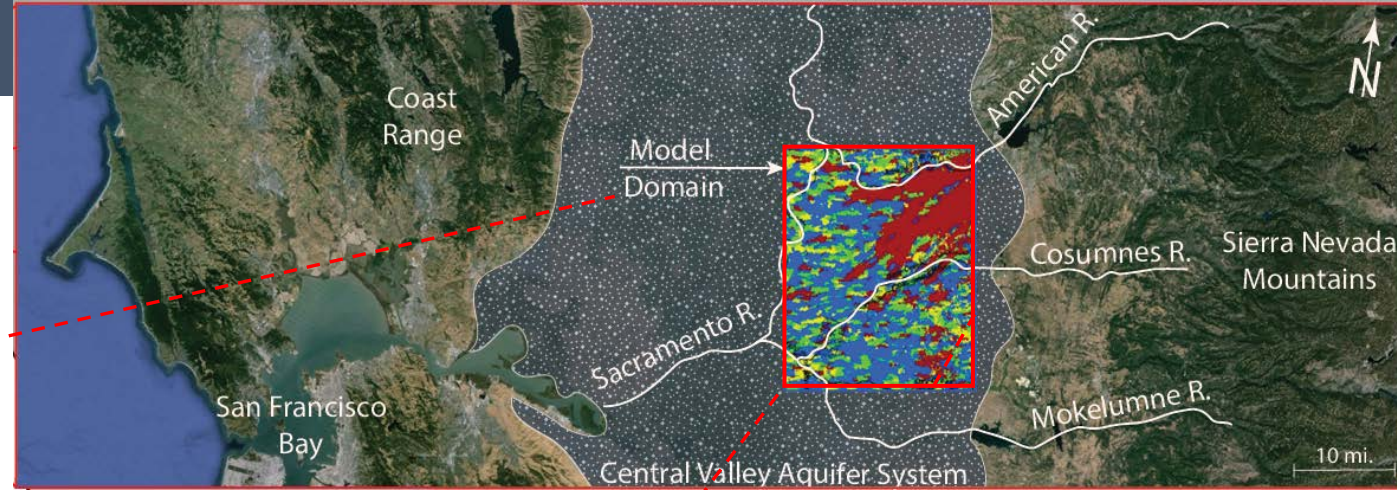 American R.
N
Coast
Range
Model
Domain
Cosumnes R.
Sierra Nevada
Mountains
Sacramento R.
San Francisco
Bay
Mokelumne R.
Central Valley Aquifer System
10 mi.